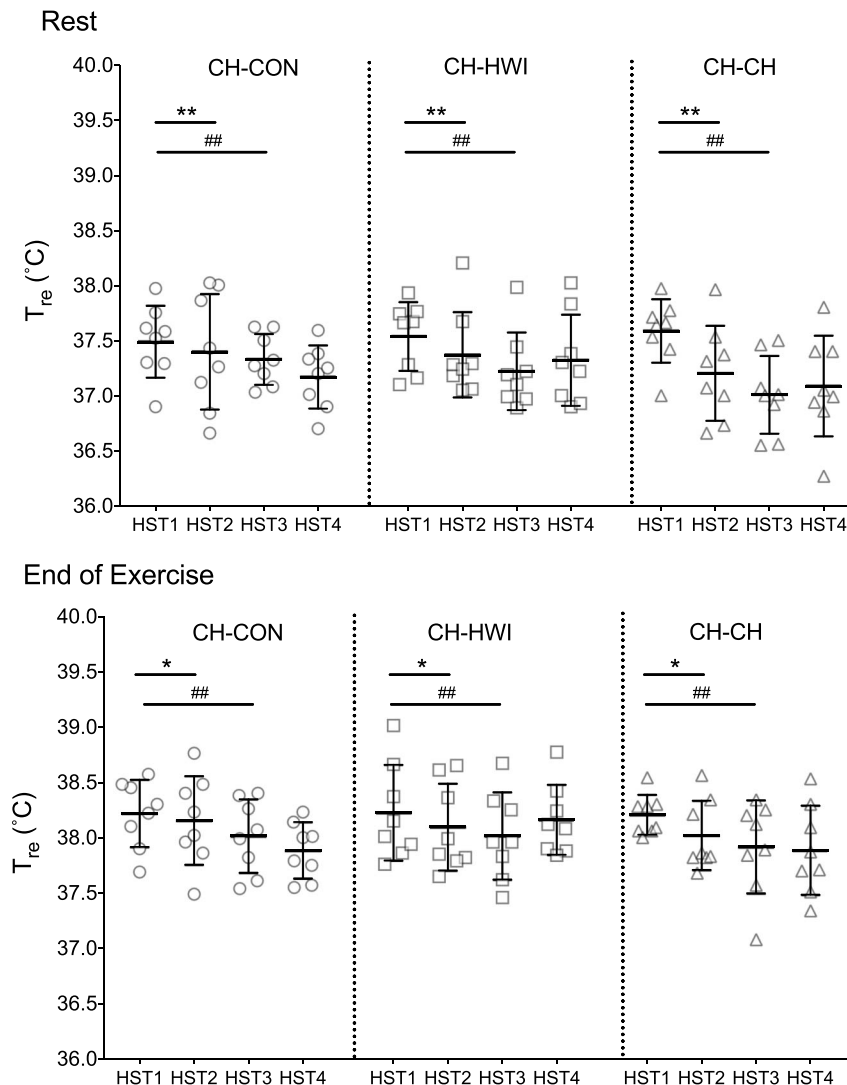 Rest
CH-CON CH-HWI CH-CH
40.0
** ** **
39.5
## ## ##
39.0
38.5
38.0
37.5
37.0
36.5
36.0
Tre (˚C)
HST1 HST2 HST3 HST4 HST1 HST2 HST3 HST4 HST1 HST2 HST3 HST4
End of Exercise
CH-CON CH-HWI CH-CH
40.0
* * *
39.5
## ## ##
39.0
38.5
38.0
37.5
37.0
36.5
36.0
Tre (˚C)
HST1 HST2 HST3 HST4 HST1 HST2 HST3 HST4 HST1 HST2 HST3 HST4